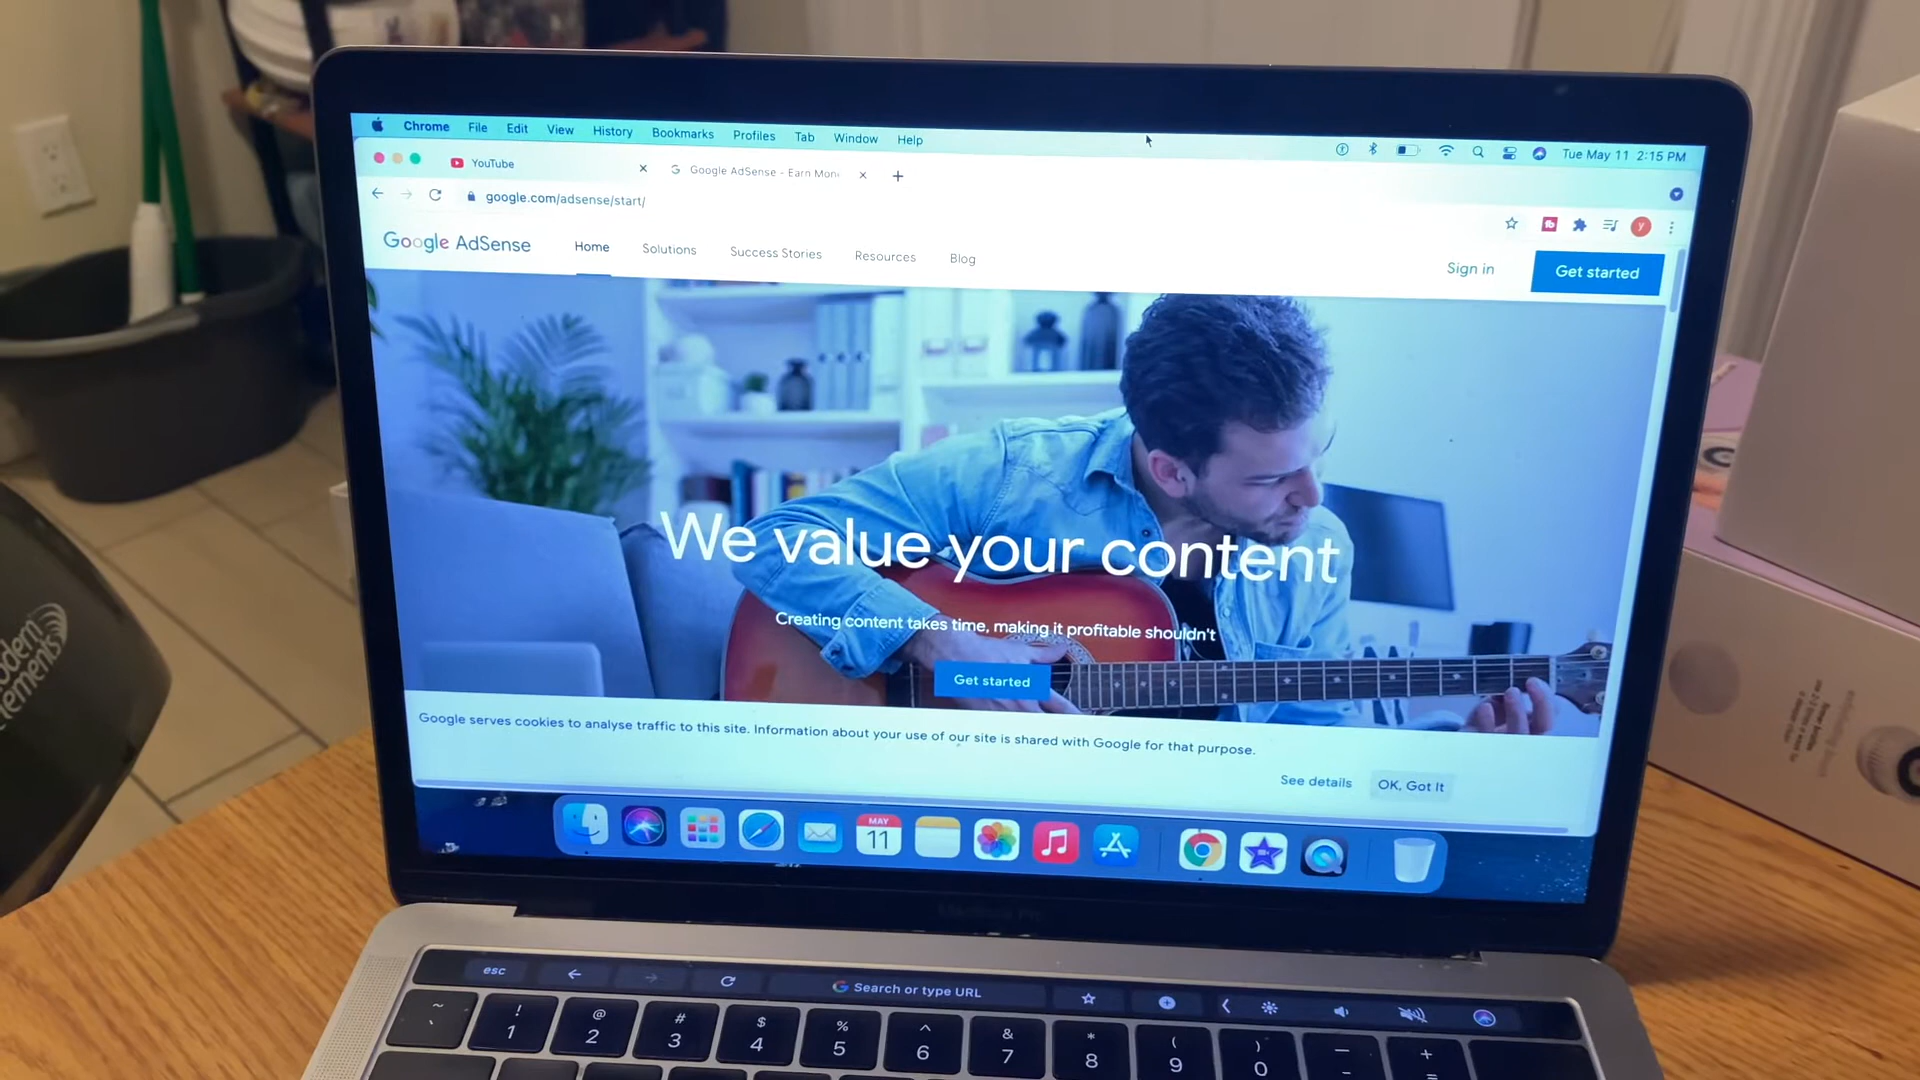 Chrome File Edit View History Bookmarks Profiles Tab Window Help
Tue May 11 2:15 PM
YouTube
Google AdSense - Earn Mon
google.com/adsense/start/
Google AdSense
Home Solutions Success Stories Resources Blog
Sign in Get started
We value your content
Creating content takes time, making it profitable shouldn't
Get started
Google serves cookies to analyse traffic to this site. Information about your use of our site is shared with Google for that purpose.
See details OK, Got It
MAY
11
esc
Search or type URL
~ ! @ # $ % ^ & * ( ) — +
` 1 2 3 4 5 6 7 8 9 0 - =
odern
lements